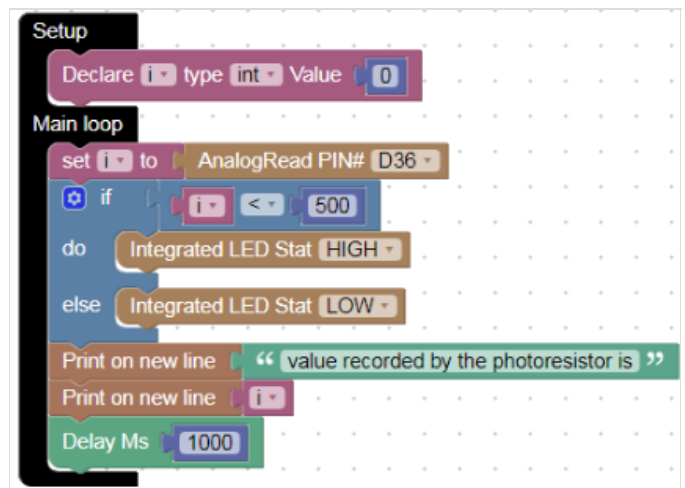 Setup
Declare i type int Value 0
Main loop
set i to AnalogRead PIN# D36
if i < 500
do Integrated LED Stat HIGH
else Integrated LED Stat LOW
Print on new line “ value recorded by the photoresistor is ”
Print on new line i
Delay Ms 1000